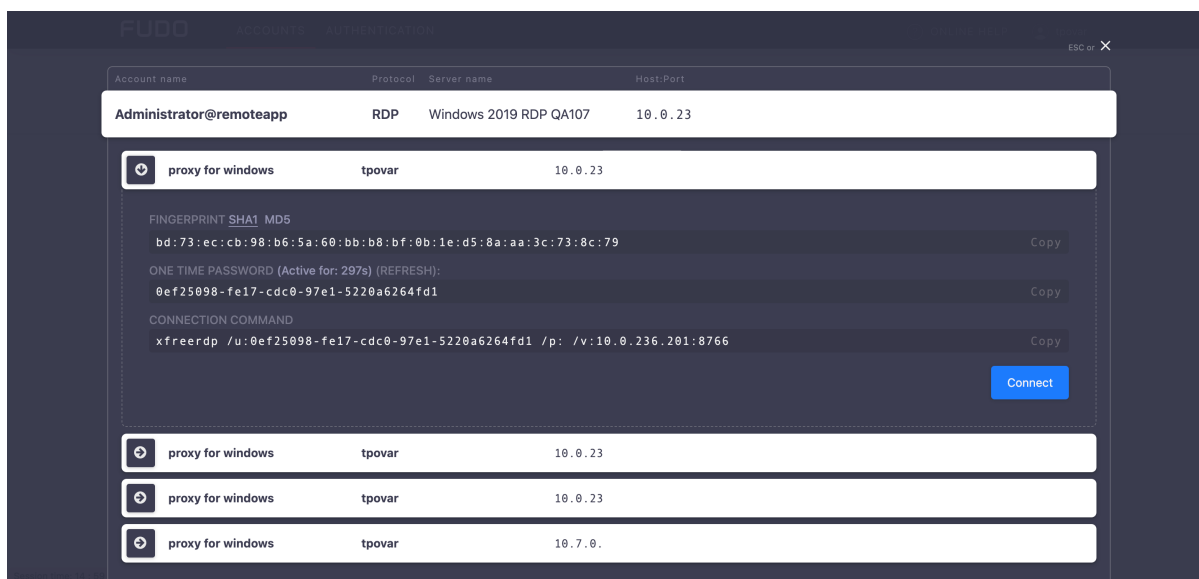 FUDO ACCOUNTS AUTHENTICATION
ESC or
Account name Protocol Server name Host:Port
Administrator@remoteapp RDP Windows 2019 RDP QA107 10.0.23
proxy for windows tpovar 10.0.23
FINGERPRINT SHA1 MD5
bd:73:ec:cb:98:b6:5a:60:bb:b8:bf:0b:1e:d5:8a:aa:3c:73:8c:79 Copy
ONE TIME PASSWORD (Active for: 297s) (REFRESH):
0ef25098-fe17-cdc0-97e1-5220a6264fd1 Copy
CONNECTION COMMAND
xfreerdp /u:0ef25098-fe17-cdc0-97e1-5220a6264fd1 /p: /v:10.0.236.201:8766 Copy
Connect
proxy for windows tpovar 10.0.23
proxy for windows tpovar 10.0.23
proxy for windows tpovar 10.7.0.